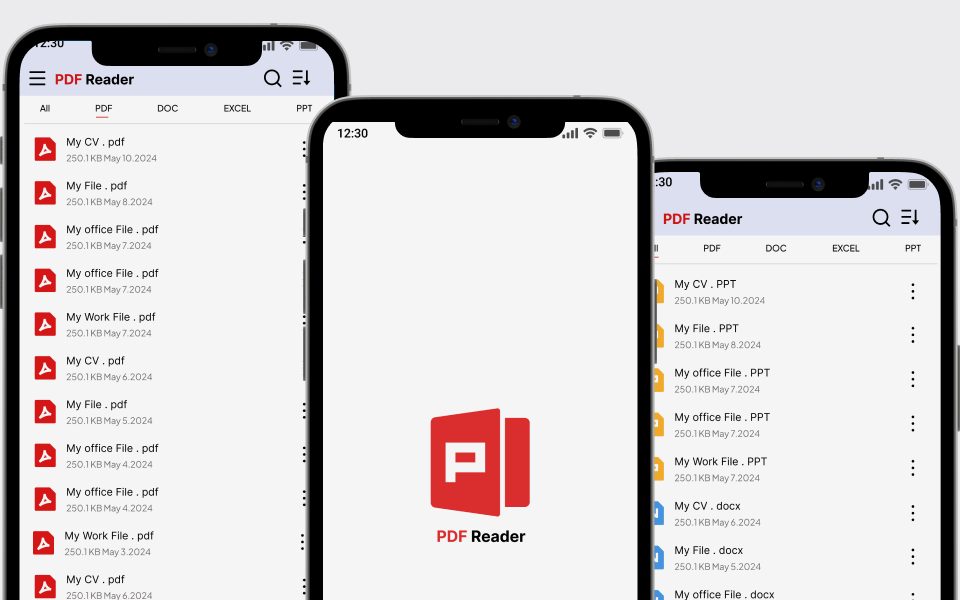 12:30
PDF Reader
All PDF DOC EXCEL PPT
My CV . pdf
250.1 KB May 10.2024
My File . pdf
250.1 KB May 8.2024
My office File . pdf
250.1 KB May 7.2024
My office File . pdf
250.1 KB May 7.2024
My Work File . pdf
250.1 KB May 7.2024
My CV . pdf
250.1 KB May 6.2024
My File . pdf
250.1 KB May 5.2024
My office File . pdf
250.1 KB May 4.2024
My office File . pdf
250.1 KB May 4.2024
My Work File . pdf
250.1 KB May 3.2024
My CV . pdf
250.1 KB May 6.2024
12:30
P
PDF Reader
:30
PDF Reader
ll PDF DOC EXCEL PPT
My CV . PPT
250.1 KB May 10.2024
My File . PPT
250.1 KB May 8.2024
My office File . PPT
250.1 KB May 7.2024
My office File . PPT
250.1 KB May 7.2024
My Work File . PPT
250.1 KB May 7.2024
My CV . docx
250.1 KB May 6.2024
My File . docx
250.1 KB May 5.2024
My office File . docx